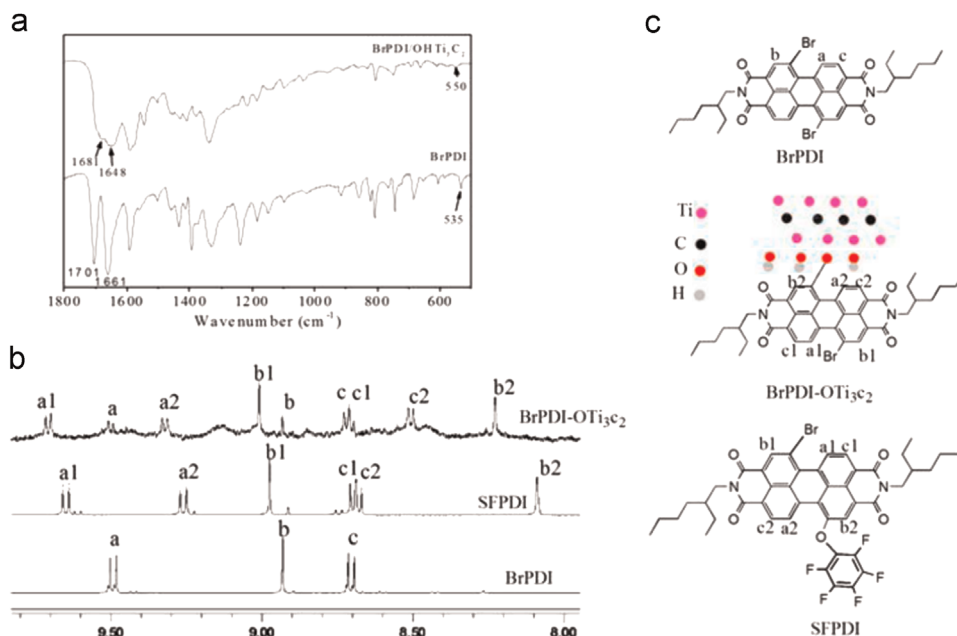 a
BrPDI/OHTi3C2
550
1681
1648
BrPDI
535
1701
1661
1800 1600 1400 1200 1000 800 600
Wavenumber (cm-1)
b
a1 a a2 b1 b c c1 c2 b2
BrPDI-OTi3c2
a1 a2 b1 c1 c2 b2
SFPDI
a b c
BrPDI
9.50 9.00 8.50 8.00
c
b Br a c
O O
N N
O O
Br
BrPDI
Ti
C
O
H
b2 a2 c2
O O
N N
O O
c1 a1 Br b1
BrPDI-OTi3c2
b1 Br a1 c1
O O
N N
O O
c2 a2 b2
O F
F F
F F
SFPDI